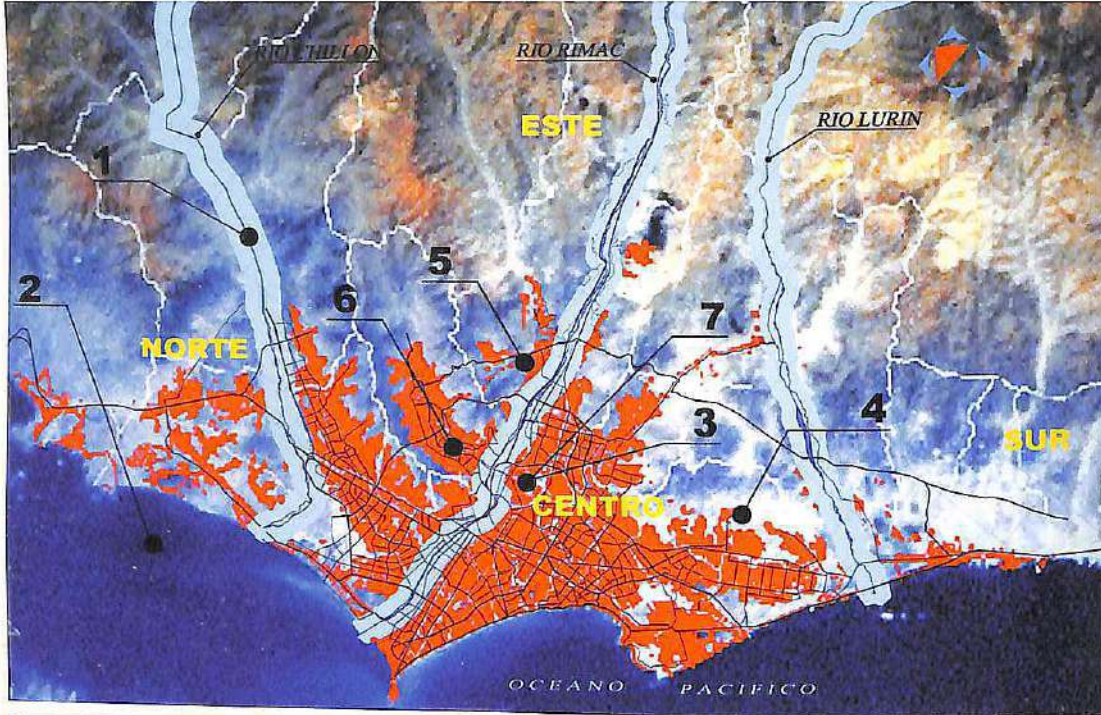 RIO CHILLON
RIO RIMAC
ESTE
RIO LURIN
1
5
2
6
7
NORTE
4
3
SUR
CENTRO
OCEANO PACIFICO